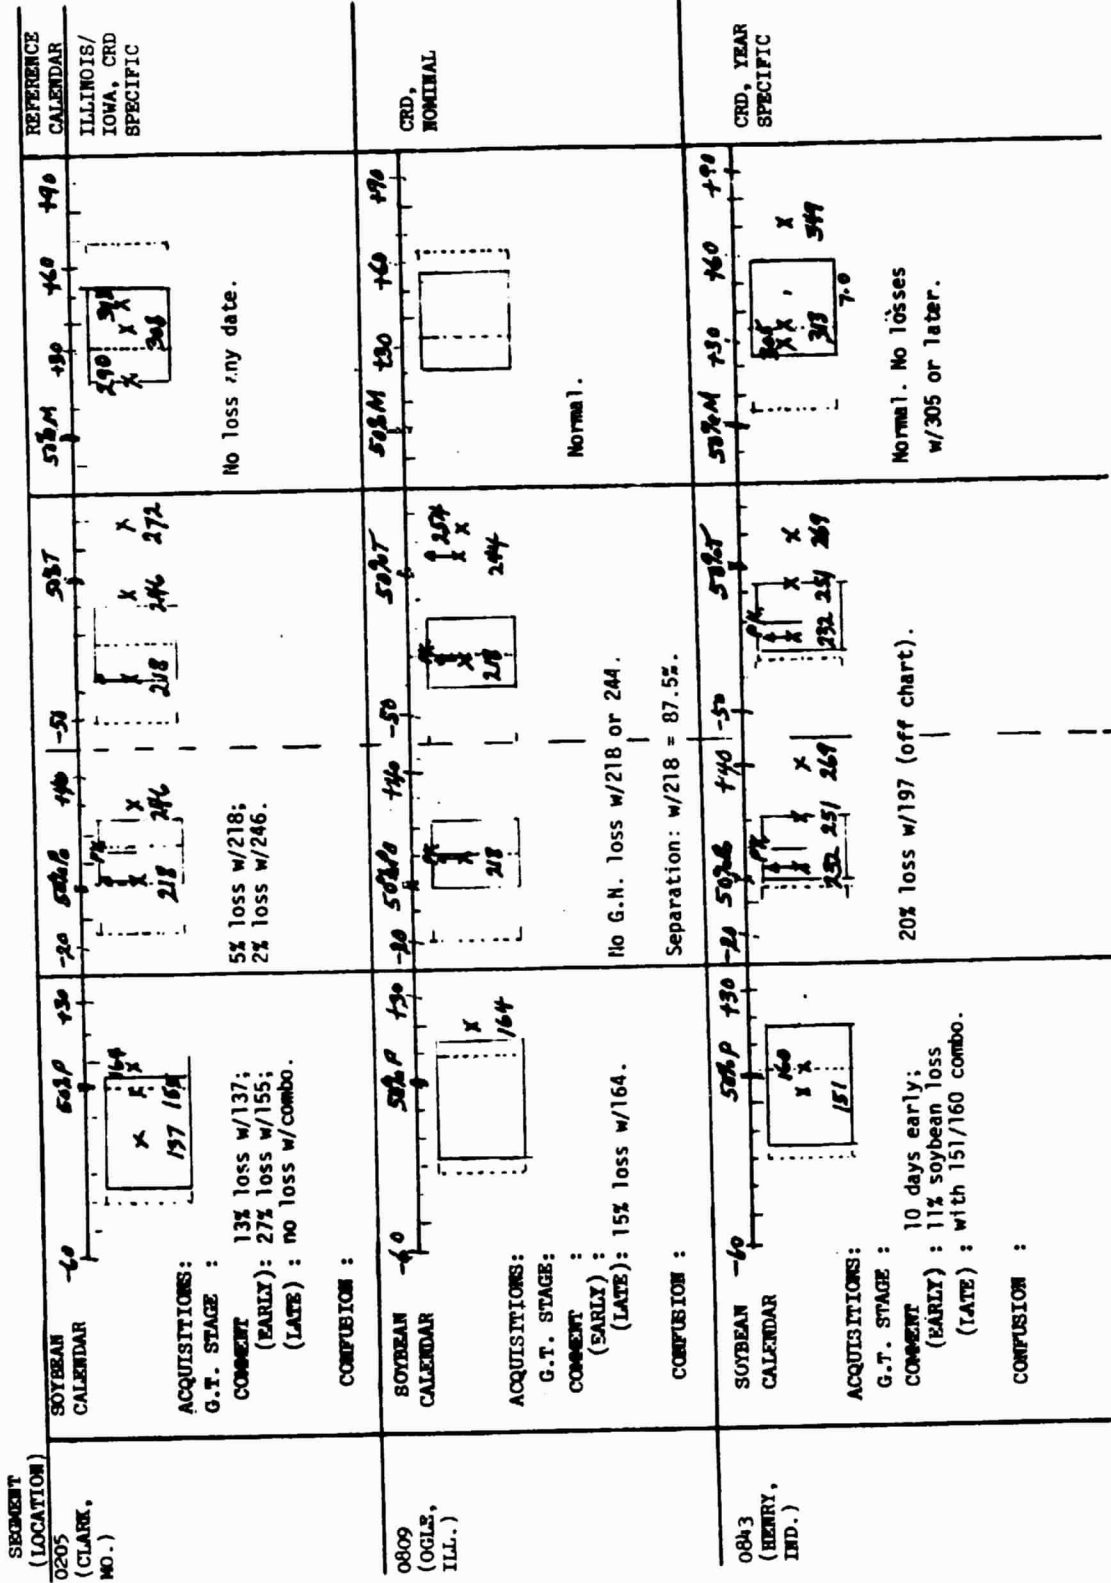 SEGMENT
(LOCATION)
REFERENCE
CALENDAR
0205
(CLARK,
MO.)
SOYBEAN
CALENDAR
-60
50%P
+30
-20
50%PB
+40
-50
50%T
50%M
+30
+60
+90
ILLINOIS/
IOWA, CRD
SPECIFIC
ACQUISITIONS:
137
155
164
218
246
218
246
272
290
308
G.T. STAGE :
COMMENT
(EARLY):
(LATE) :
13% loss w/137;
27% loss w/155;
no loss w/combo.
5% loss w/218;
2% loss w/246.
No loss any date.
CONFUSION :
0809
(OGLE,
ILL.)
SOYBEAN
CALENDAR
-60
50%P
+30
-20
50%PB
+40
-50
50%T
50%M
+30
+60
+90
CRD,
NOMINAL
ACQUISITIONS:
164
218
218
244
254
G.T. STAGE:
COMMENT
(EARLY) :
(LATE): 15% loss w/164.
No G.N. loss w/218 or 244.
Normal.
CONFUSION :
Separation: w/218 = 87.5%.
0843
(HENRY,
IND.)
SOYBEAN
CALENDAR
-60
50%P
+30
-20
+40
-50
50%T
50%M
+30
+60
+90
CRD, YEAR
SPECIFIC
ACQUISITIONS:
151
160
232
251
269
232
251
269
305
313
349
7.0
G.T. STAGE :
COMMENT
(EARLY) :
(LATE) :
10 days early;
11% soybean loss
with 151/160 combo.
20% loss w/197 (off chart).
Normal. No losses
w/305 or later.
CONFUSION :